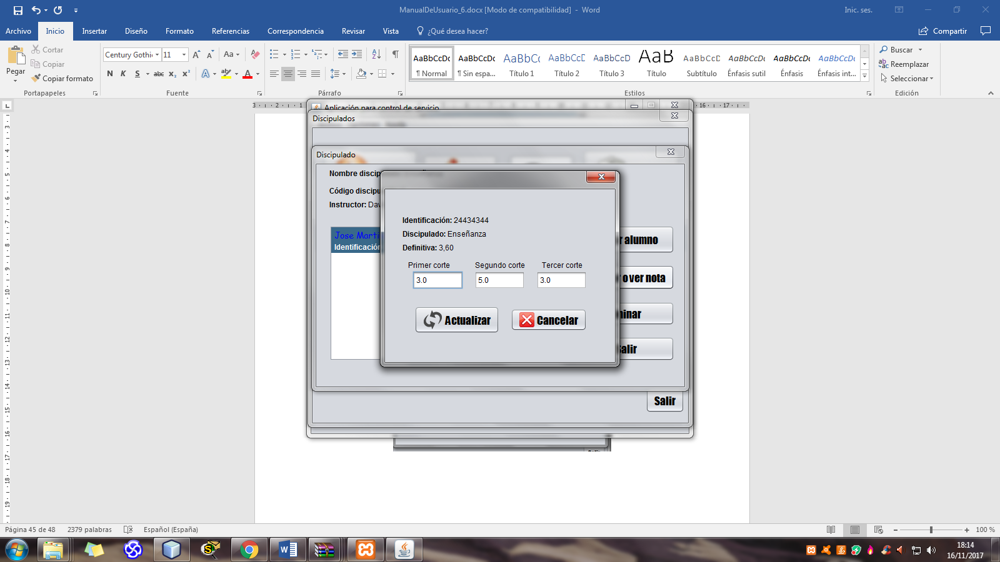 ManualDeUsuario_6.docx [Modo de compatibilidad] - Word
Inic. ses.
Archivo Inicio Insertar Diseño Formato Referencias Correspondencia Revisar Vista ¿Qué desea hacer? Compartir
Pegar
Cortar
Copiar
Copiar formato
Portapapeles
Century Gothi 11
N K S abc x₂ x²
Fuente
Párrafo
AaBbCcDc AaBbCcDc AaBbCc AaBbCcD AaBbCcD AaB AaBbCcD AaBbCcDc AaBbCcDc AaBbCcDc
¶ Normal ¶ Sin espa... Título 1 Título 2 Título 3 Título Subtítulo Énfasis sutil Énfasis Énfasis int...
Estilos
Buscar
Reemplazar
Seleccionar
Edición
Aplicación para control de servicio
Discipulados
Discipulado
Nombre discip
Código discipu
Instructor: Dav
Jose Marti
Identificación
r alumno
o ver nota
inar
Salir
Identificación: 24434344
Discipulado: Enseñanza
Definitiva: 3,60
Primer corte Segundo corte Tercer corte
3.0 5.0 3.0
Actualizar Cancelar
Salir
Página 45 de 48 2379 palabras Español (España) 100 %
18:14
16/11/2017